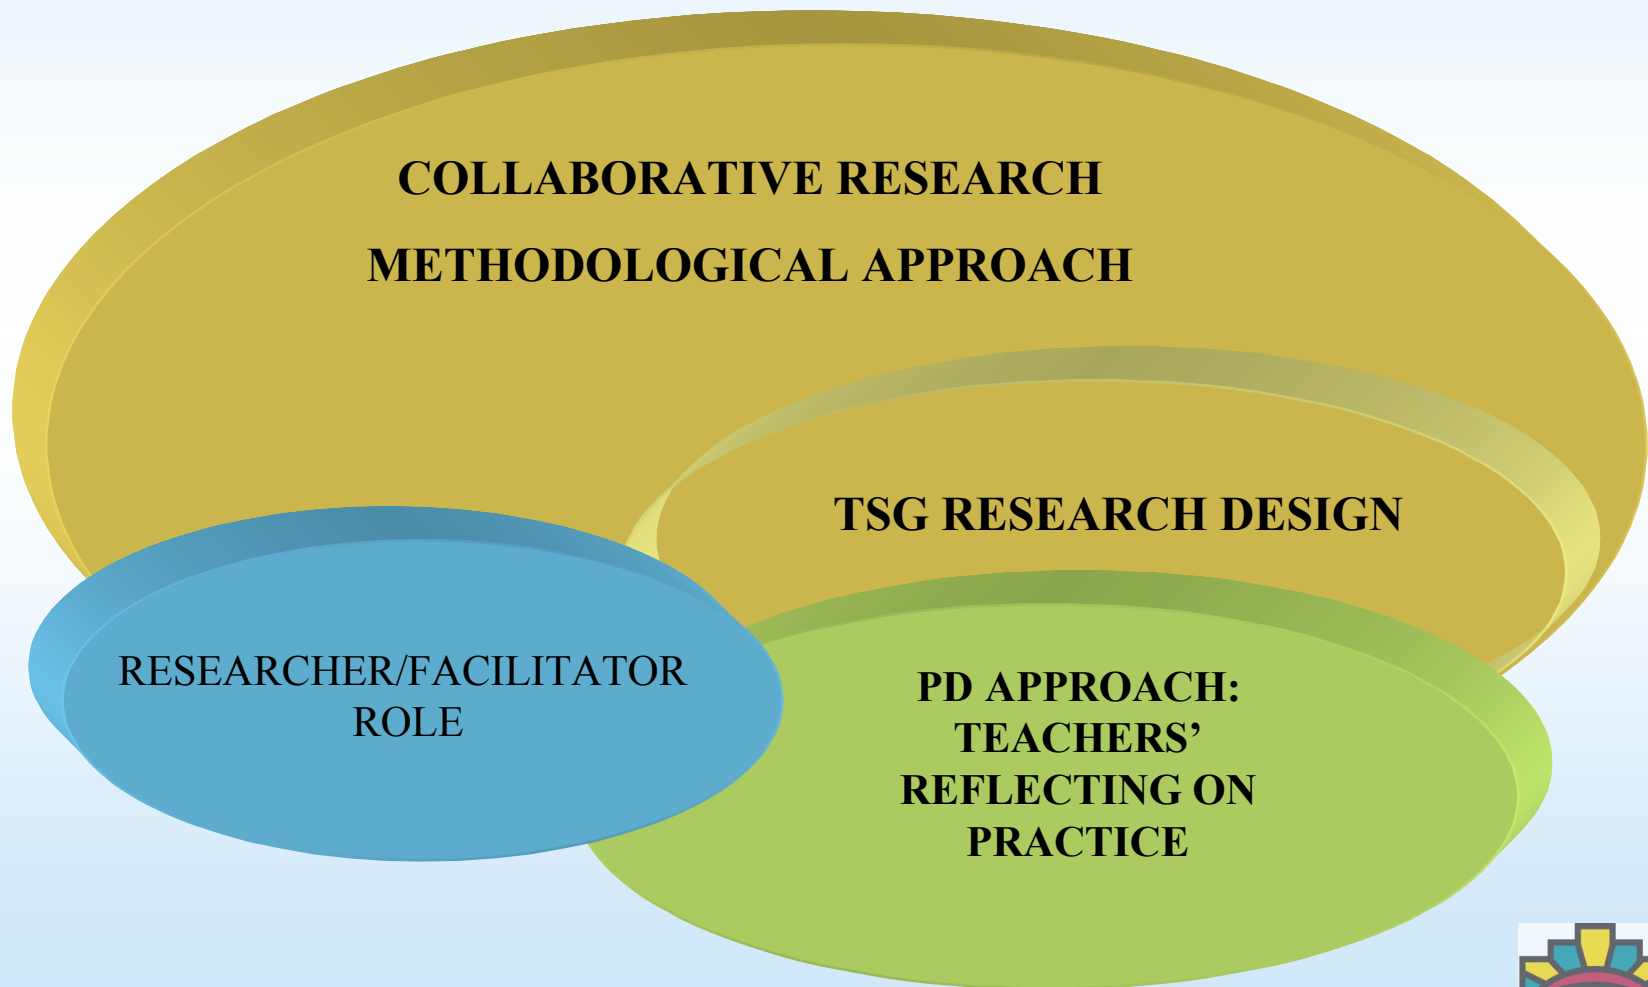 COLLABORATIVE RESEARCH
METHODOLOGICAL APPROACH
TSG RESEARCH DESIGN
RESEARCHER/FACILITATOR
ROLE
PD APPROACH:
TEACHERS’
REFLECTING ON
PRACTICE